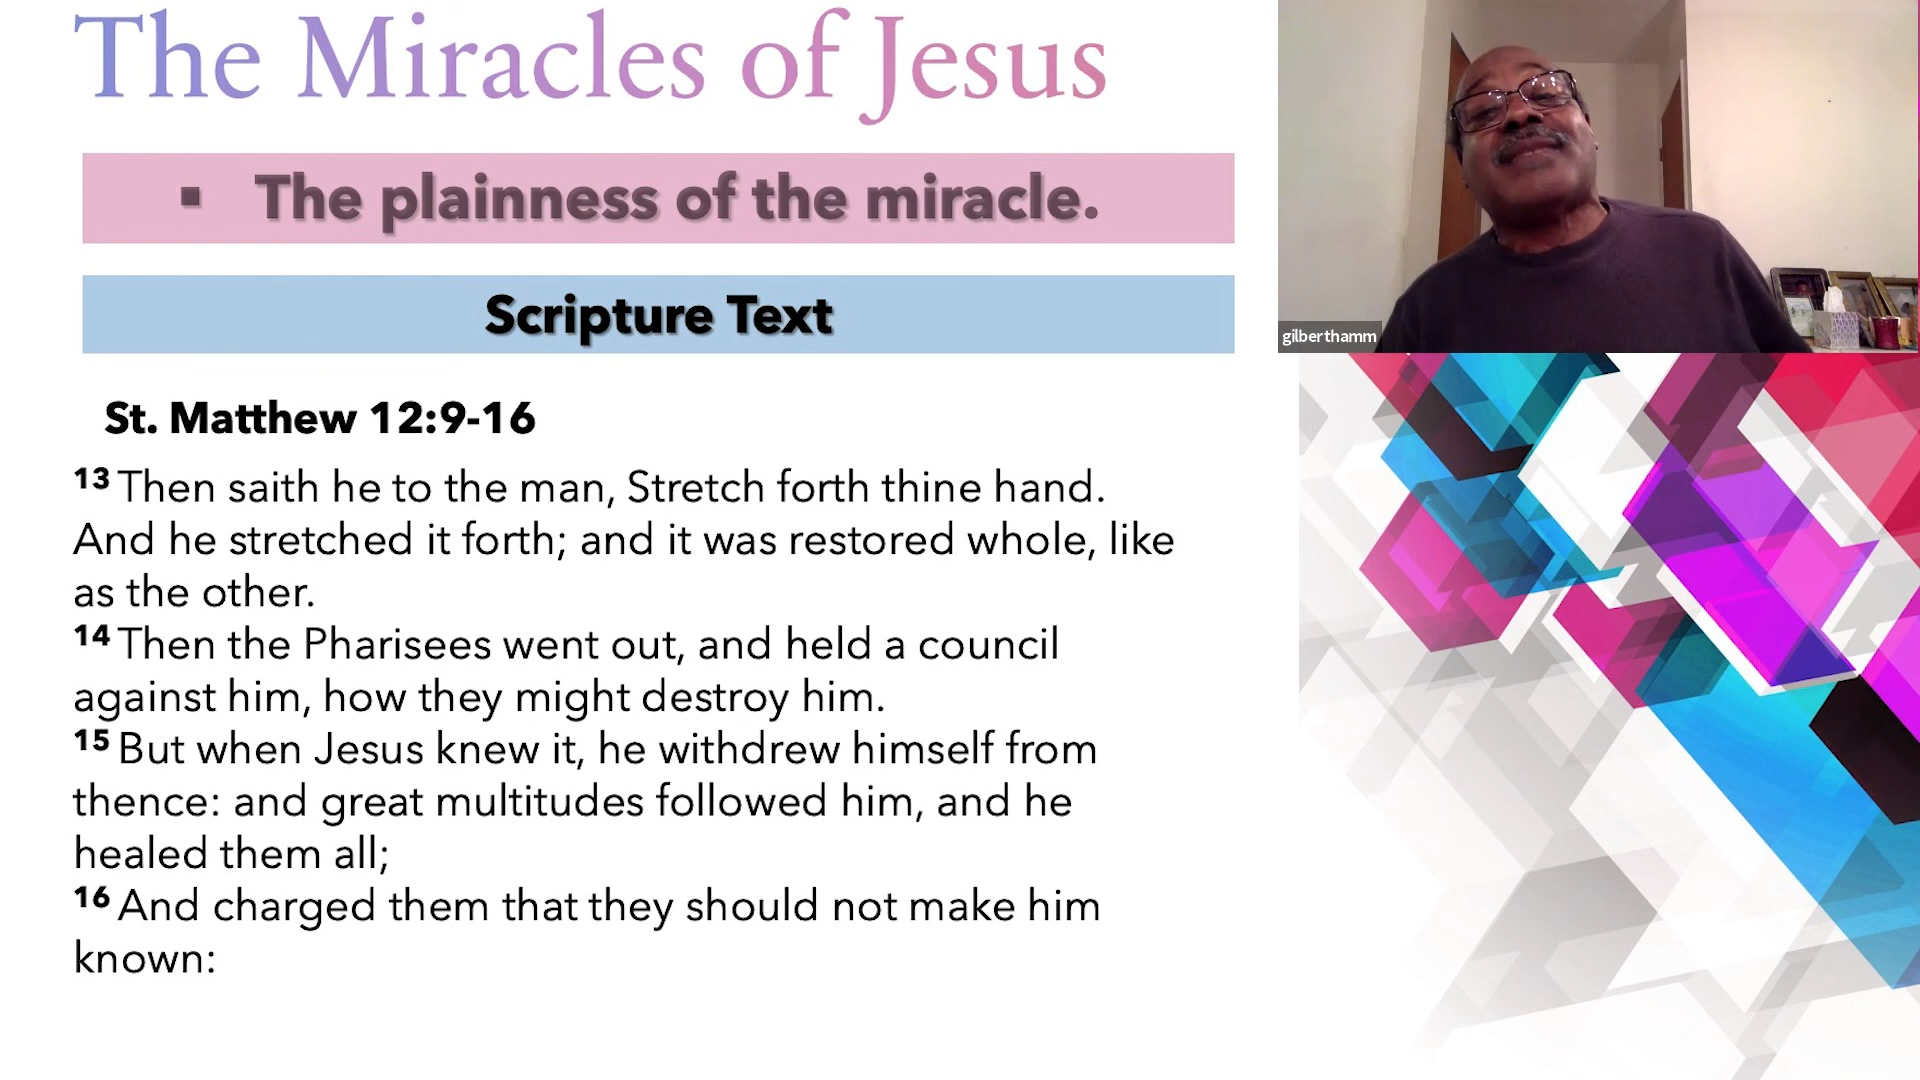 The Miracles of Jesus
▪ The plainness of the miracle.
Scripture Text
gilberthamm
St. Matthew 12:9-16
13 Then saith he to the man, Stretch forth thine hand.
And he stretched it forth; and it was restored whole, like
as the other.
14 Then the Pharisees went out, and held a council
against him, how they might destroy him.
15 But when Jesus knew it, he withdrew himself from
thence: and great multitudes followed him, and he
healed them all;
16 And charged them that they should not make him
known: